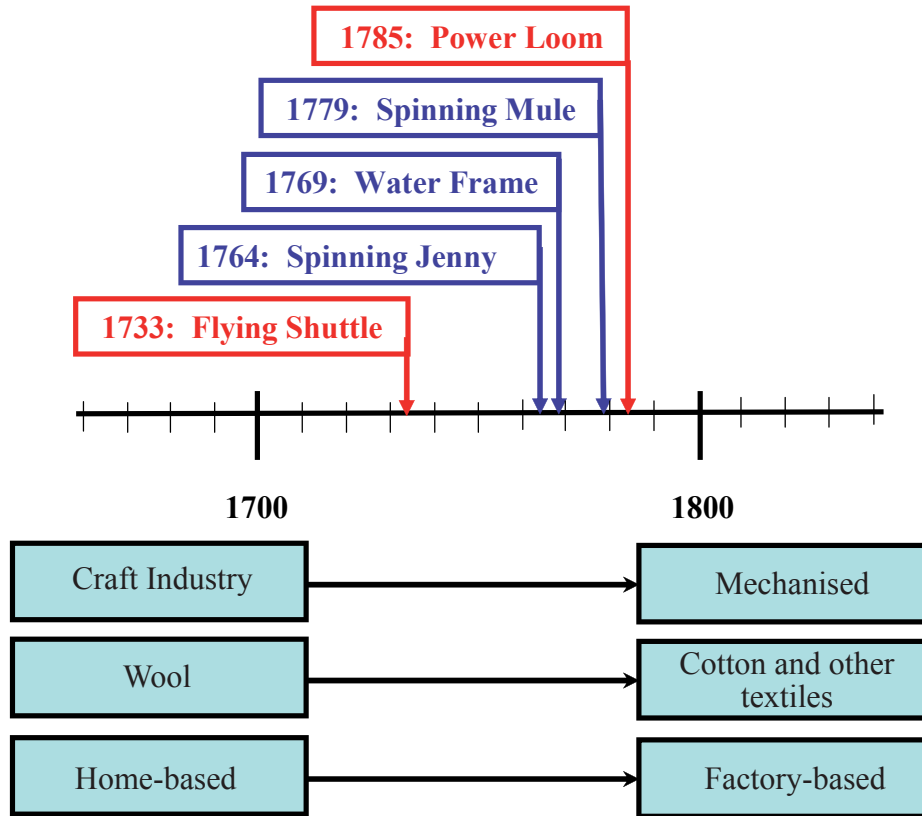 1785: Power Loom
1779: Spinning Mule
1769: Water Frame
1764: Spinning Jenny
1733: Flying Shuttle
1700
1800
Craft Industry
Mechanised
Wool
Cotton and other
textiles
Home-based
Factory-based